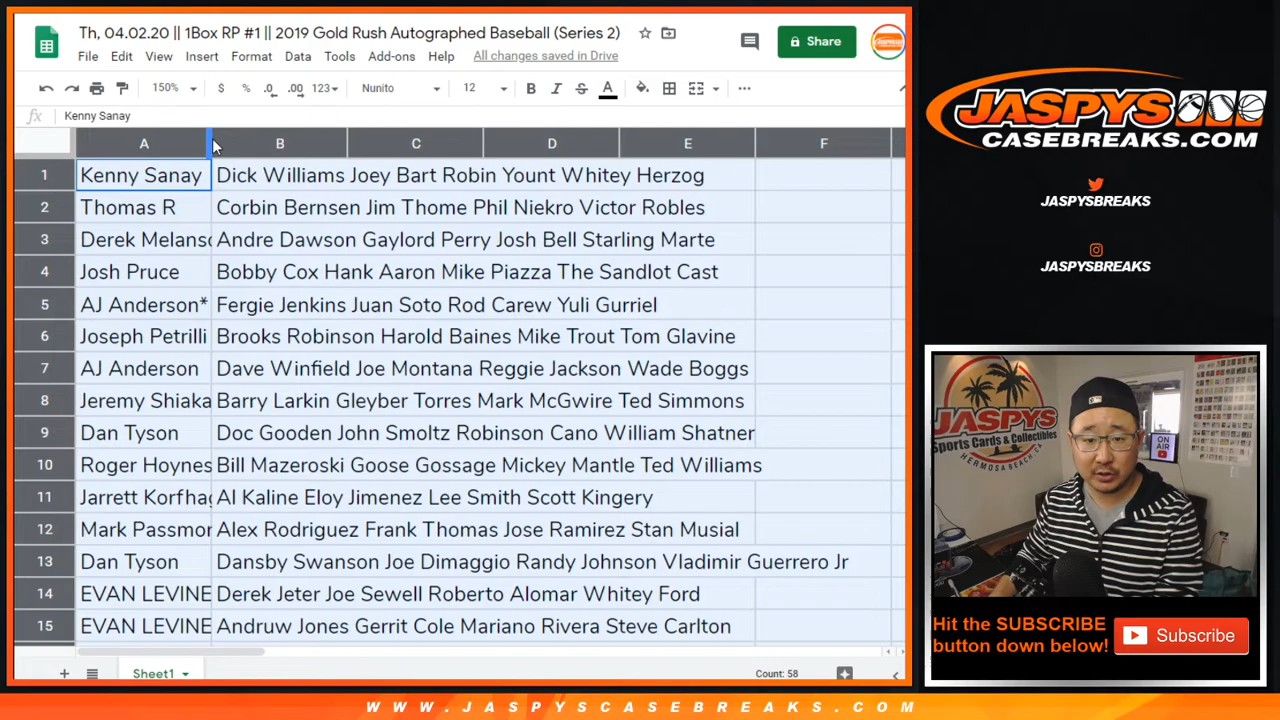 Th, 04.02.20 || 1Box RP #1 || 2019 Gold Rush Autographed Baseball (Series 2)
File Edit View Insert Format Data Tools Add-ons Help All changes saved in Drive
Share
150% $ % .0 .00 123 Nunito 12 B I S A
fx Kenny Sanay
A B C D E F
1 Kenny Sanay Dick Williams Joey Bart Robin Yount Whitey Herzog
2 Thomas R Corbin Bernsen Jim Thome Phil Niekro Victor Robles
3 Derek Melanso Andre Dawson Gaylord Perry Josh Bell Starling Marte
4 Josh Pruce Bobby Cox Hank Aaron Mike Piazza The Sandlot Cast
5 AJ Anderson* Fergie Jenkins Juan Soto Rod Carew Yuli Gurriel
6 Joseph Petrilli Brooks Robinson Harold Baines Mike Trout Tom Glavine
7 AJ Anderson Dave Winfield Joe Montana Reggie Jackson Wade Boggs
8 Jeremy Shiaka Barry Larkin Gleyber Torres Mark McGwire Ted Simmons
9 Dan Tyson Doc Gooden John Smoltz Robinson Cano William Shatner
10 Roger Hoynes Bill Mazeroski Goose Gossage Mickey Mantle Ted Williams
11 Jarrett Korfhag Al Kaline Eloy Jimenez Lee Smith Scott Kingery
12 Mark Passmor Alex Rodriguez Frank Thomas Jose Ramirez Stan Musial
13 Dan Tyson Dansby Swanson Joe Dimaggio Randy Johnson Vladimir Guerrero Jr
14 EVAN LEVINE Derek Jeter Joe Sewell Roberto Alomar Whitey Ford
15 EVAN LEVINE Andruw Jones Gerrit Cole Mariano Rivera Steve Carlton
Sheet1
Count: 58
JASPYS
CASEBREAKS.COM
JASPYSBREAKS
JASPYSBREAKS
JASPYS
Sports Cards & Collectibles
HERMOSA BEACH, CA
ON AIR
Hit the SUBSCRIBE
button down below!
Subscribe
WWW.JASPYSCASEBREAKS.COM